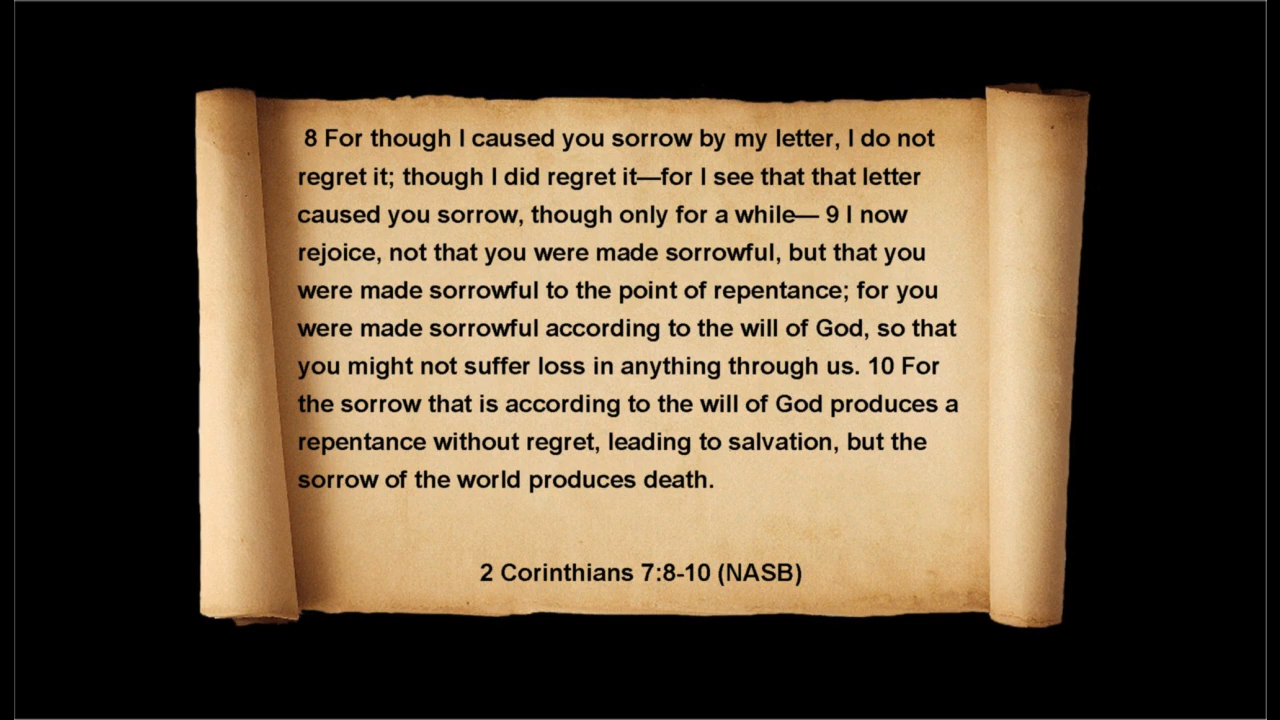 8 For though I caused you sorrow by my letter, I do not
regret it; though I did regret it—for I see that that letter
caused you sorrow, though only for a while— 9 I now
rejoice, not that you were made sorrowful, but that you
were made sorrowful to the point of repentance; for you
were made sorrowful according to the will of God, so that
you might not suffer loss in anything through us. 10 For
the sorrow that is according to the will of God produces a
repentance without regret, leading to salvation, but the
sorrow of the world produces death.
2 Corinthians 7:8-10 (NASB)